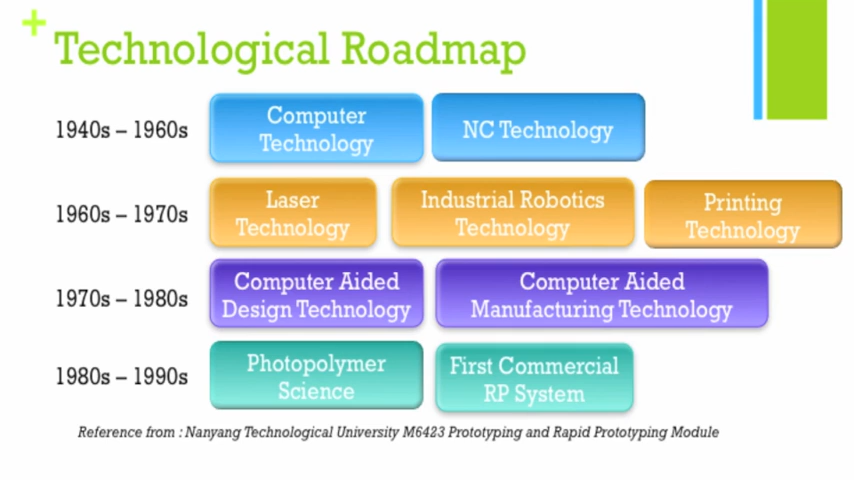 +
Technological Roadmap
1940s – 1960s
Computer
Technology
NC Technology
1960s – 1970s
Laser
Technology
Industrial Robotics
Technology
Printing
Technology
1970s – 1980s
Computer Aided
Design Technology
Computer Aided
Manufacturing Technology
1980s – 1990s
Photopolymer
Science
First Commercial
RP System
Reference from : Nanyang Technological University M6423 Prototyping and Rapid Prototyping Module